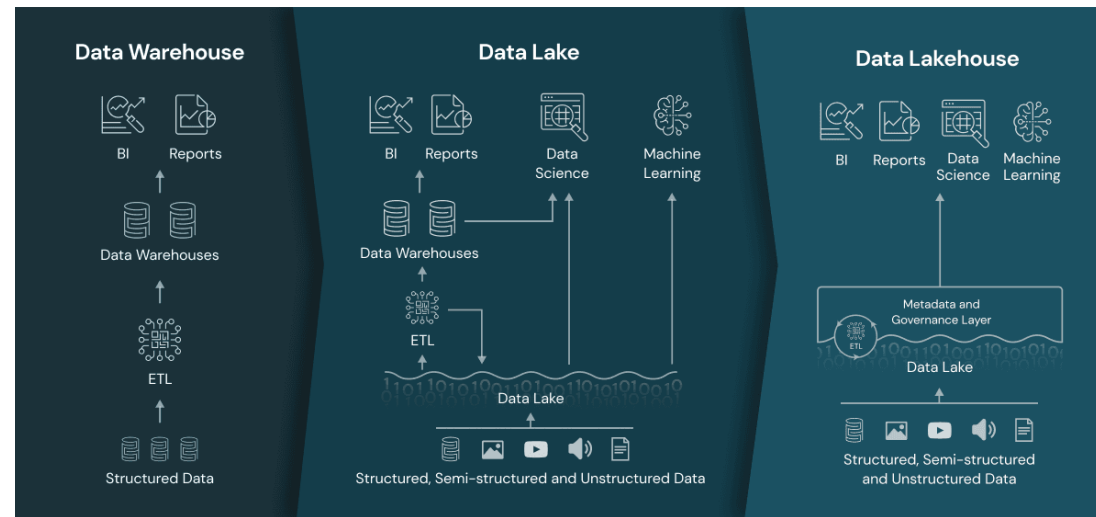 Data Warehouse
BI
Reports
Data Warehouses
ETL
Structured Data
Data Lake
BI
Reports
Data
Science
Machine
Learning
Data Warehouses
ETL
Data Lake
Structured, Semi-structured and Unstructured Data
Data Lakehouse
BI
Reports
Data
Science
Machine
Learning
Metadata and
Governance Layer
ETL
Data Lake
Structured, Semi-structured
and Unstructured Data